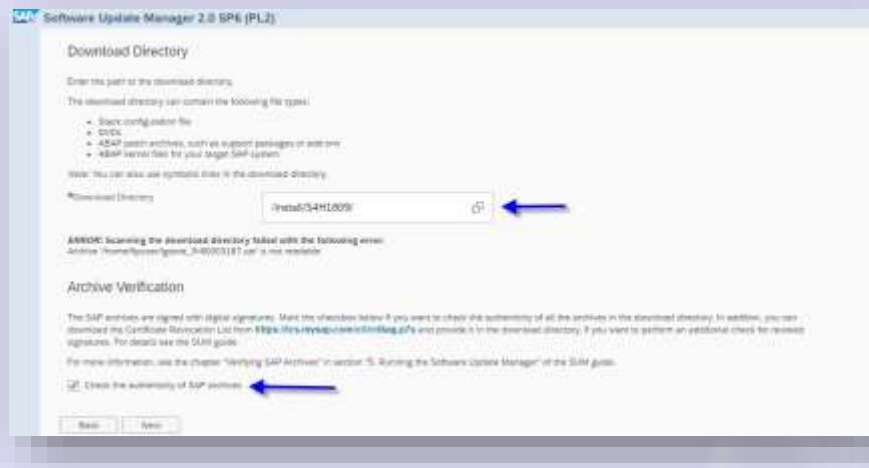 SAP Software Update Manager 2.0 SP6 (PL2)
Download Directory
Enter the path to the download directory.
The download directory can contain the following file types:
Stack configuration file
DVDs
ABAP patch archives, such as support packages or add-ons
ABAP kernel files for your target SAP system
Note: You can also use symbolic links in the download directory.
*Download Directory
/install/S4H1809/
ERROR: Scanning the download directory failed with the following error:
Archive is not readable
Archive Verification
The SAP archives are signed with digital signatures. Mark the checkbox below if you want to check the authenticity of all the archives in the download directory. In addition, you can
download the Certificate Revocation List from and provide it in the download directory, if you want to perform an additional check for revoked
signatures. For details see the SUM guide.
For more information, see the chapter "Verifying SAP Archives" in section "5. Running the Software Update Manager" of the SUM guide.
Check the authenticity of SAP archives
Back Next